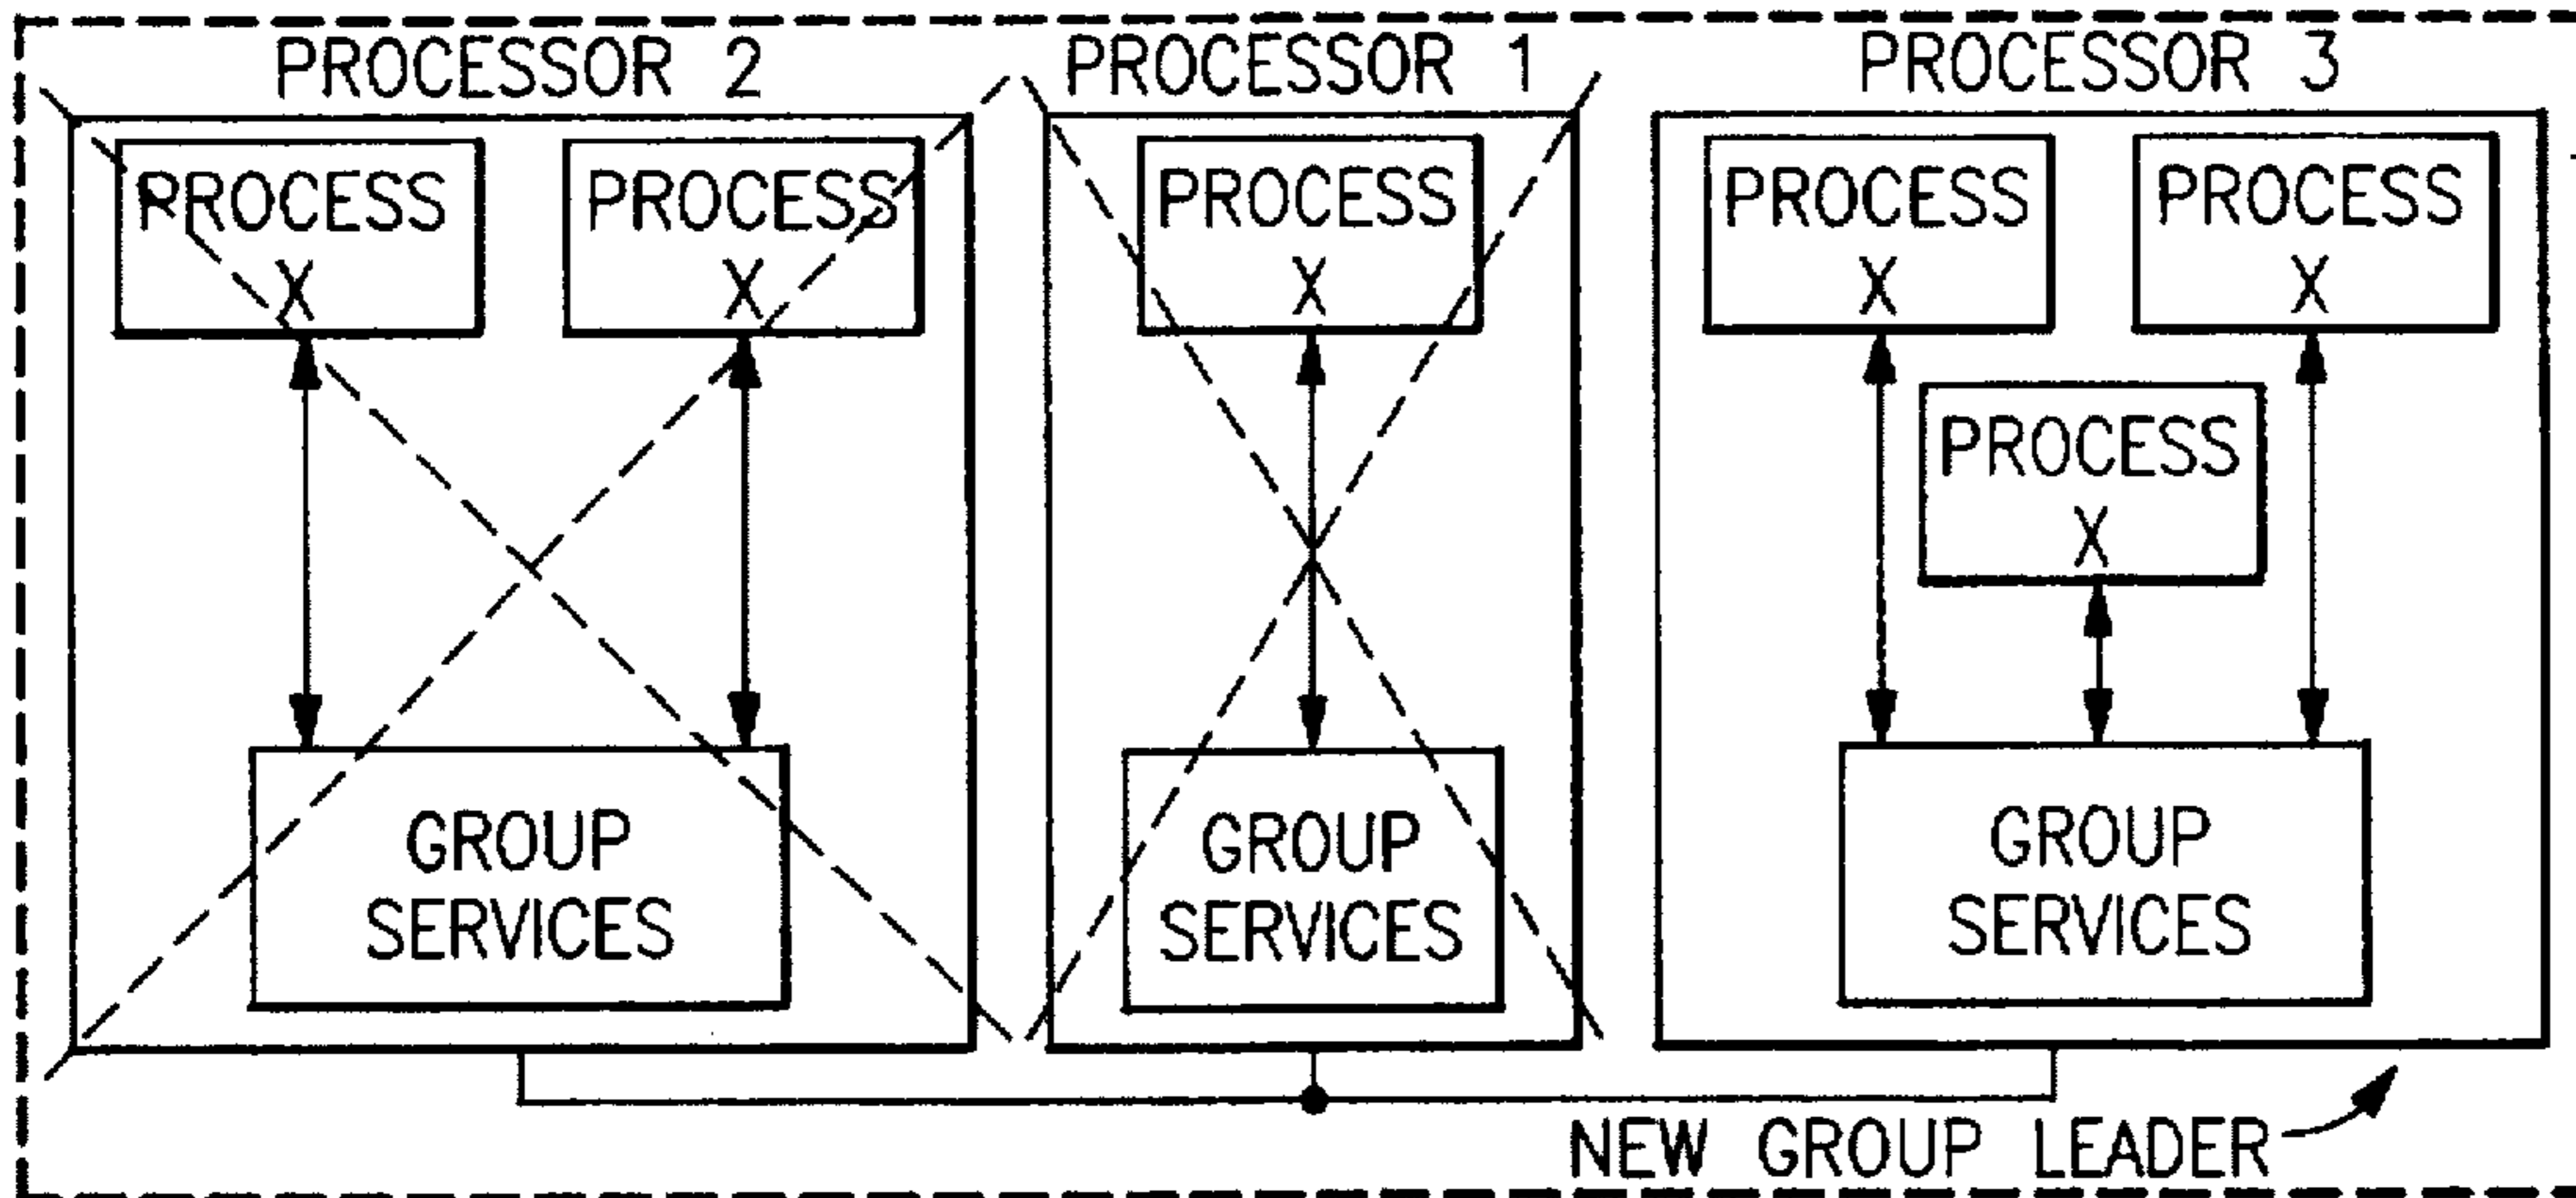 PROCESSOR 2
PROCESSOR 1
PROCESSOR 3
PROCESS
X
PROCESS
X
PROCESS
X
PROCESS
X
PROCESS
X
PROCESS
X
GROUP
SERVICES
GROUP
SERVICES
GROUP
SERVICES
NEW GROUP LEADER